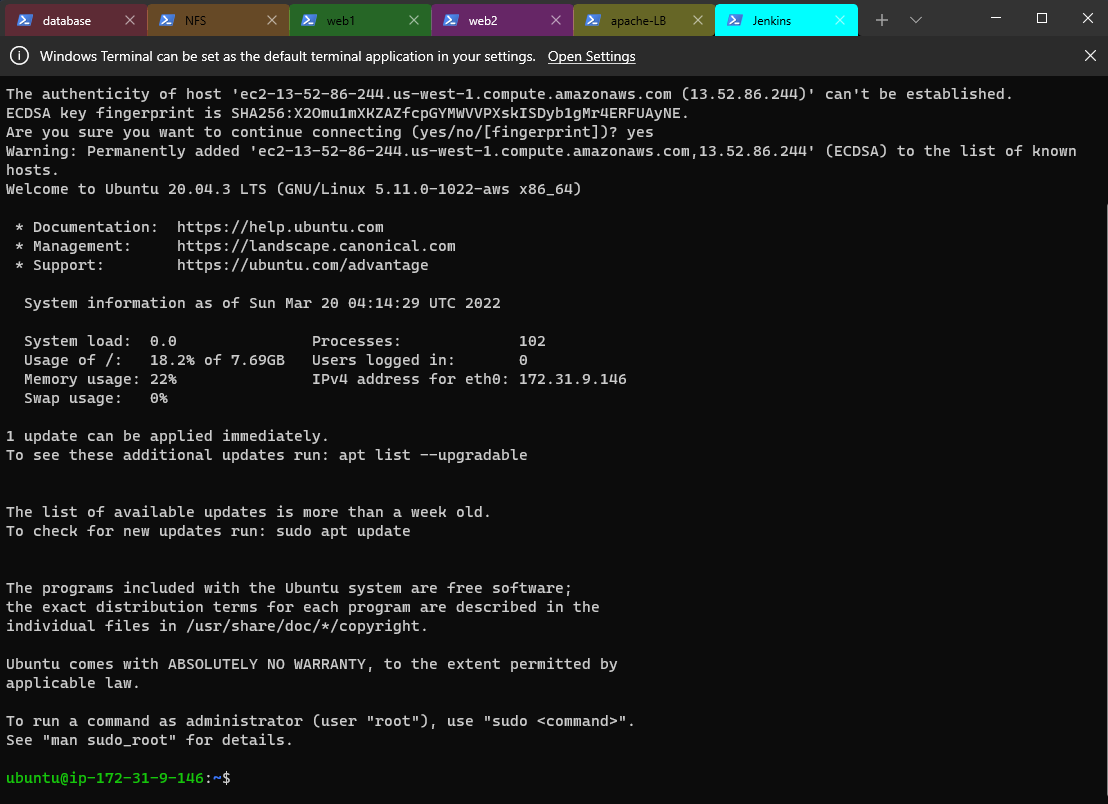 database NFS web1 web2 apache-LB Jenkins
Windows Terminal can be set as the default terminal application in your settings. Open Settings
The authenticity of host 'ec2-13-52-86-244.us-west-1.compute.amazonaws.com (13.52.86.244)' can't be established.
ECDSA key fingerprint is SHA256:X2Omu1mXKZAZfcpGYMWVVPXskISDyb1gMr4ERFUAyNE.
Are you sure you want to continue connecting (yes/no/[fingerprint])? yes
Warning: Permanently added 'ec2-13-52-86-244.us-west-1.compute.amazonaws.com,13.52.86.244' (ECDSA) to the list of known
hosts.
Welcome to Ubuntu 20.04.3 LTS (GNU/Linux 5.11.0-1022-aws x86_64)
* Documentation: https://help.ubuntu.com
* Management: https://landscape.canonical.com
* Support: https://ubuntu.com/advantage
System information as of Sun Mar 20 04:14:29 UTC 2022
System load: 0.0 Processes: 102
Usage of /: 18.2% of 7.69GB Users logged in: 0
Memory usage: 22% IPv4 address for eth0: 172.31.9.146
Swap usage: 0%
1 update can be applied immediately.
To see these additional updates run: apt list --upgradable
The list of available updates is more than a week old.
To check for new updates run: sudo apt update
The programs included with the Ubuntu system are free software;
the exact distribution terms for each program are described in the
individual files in /usr/share/doc/*/copyright.
Ubuntu comes with ABSOLUTELY NO WARRANTY, to the extent permitted by
applicable law.
To run a command as administrator (user "root"), use "sudo <command>".
See "man sudo_root" for details.
ubuntu@ip-172-31-9-146:~$